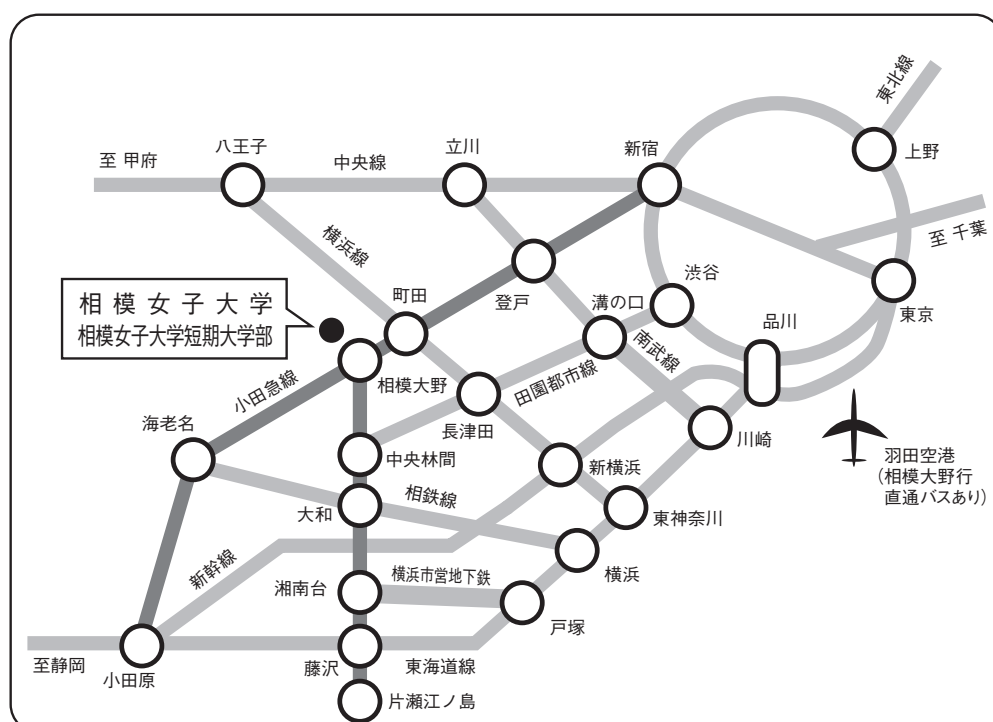 東北線
八王子
立川
新宿
上野
至 甲府
中央線
横浜線
至 千葉
相模女子大学
相模女子大学短期大学部
町田
登戸
溝の口
渋谷
品川
東京
南武線
小田急線
相模大野
田園都市線
海老名
長津田
川崎
中央林間
新横浜
羽田空港
(相模大野行
直通バスあり)
相鉄線
大和
東神奈川
新幹線
横浜
湘南台
横浜市営地下鉄
戸塚
至静岡
小田原
藤沢
東海道線
片瀬江ノ島